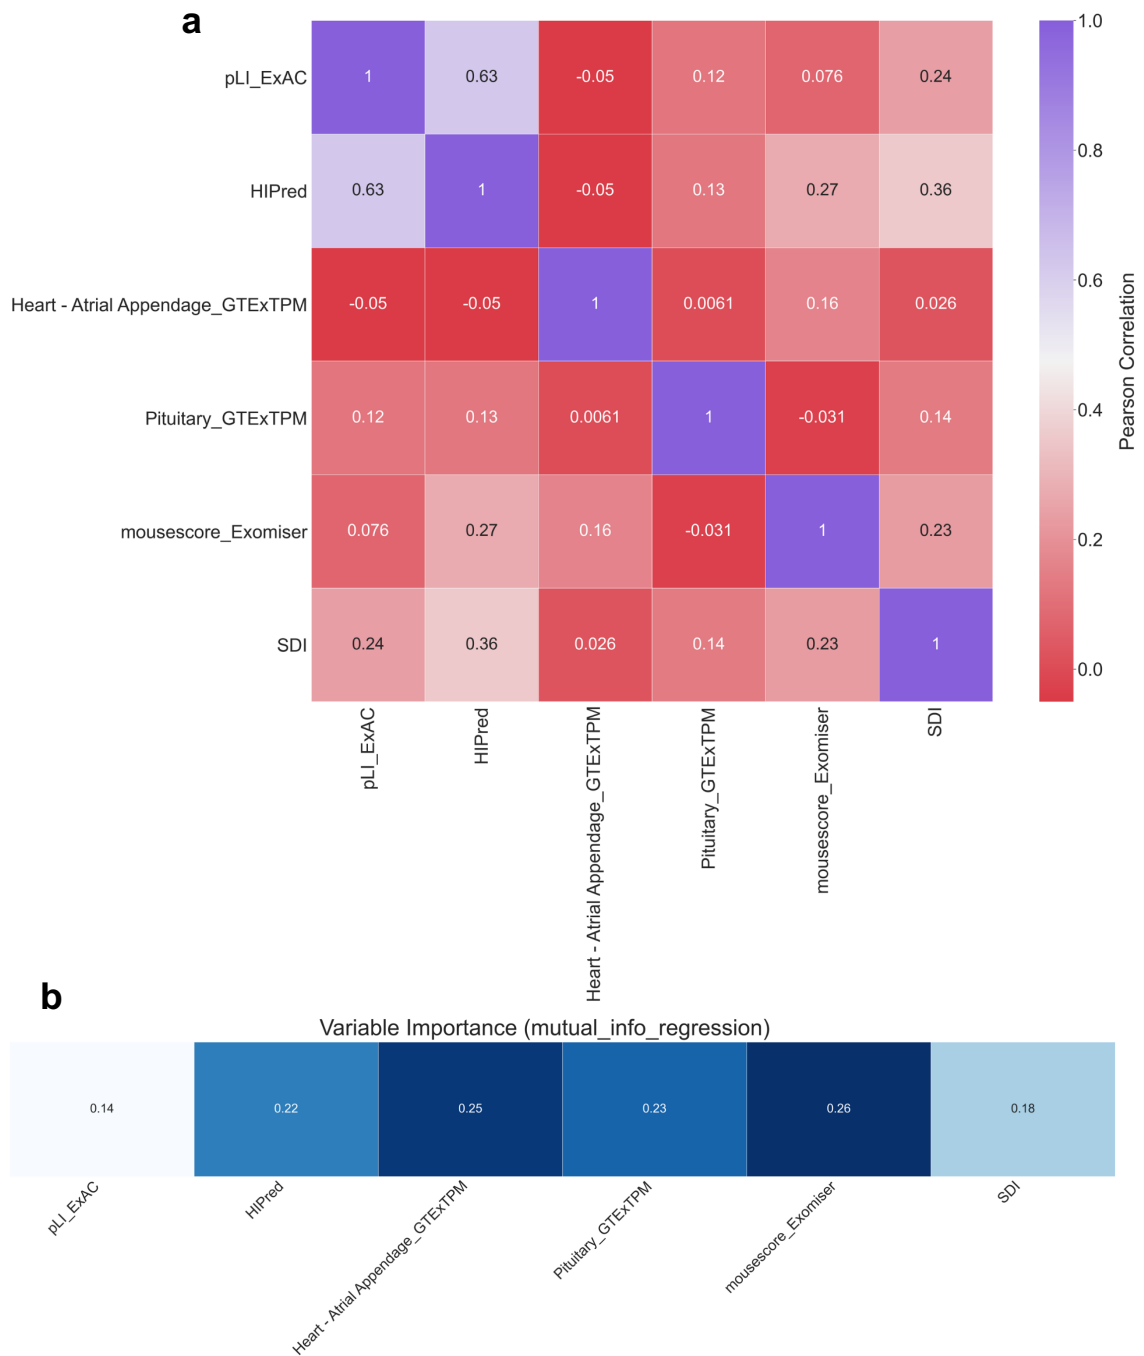 a
pLI_ExAC 1 0.63 -0.05 0.12 0.076 0.24
HIPred 0.63 1 -0.05 0.13 0.27 0.36
Heart - Atrial Appendage_GTExTPM -0.05 -0.05 1 0.0061 0.16 0.026
Pituitary_GTExTPM 0.12 0.13 0.0061 1 -0.031 0.14
mousescore_Exomiser 0.076 0.27 0.16 -0.031 1 0.23
SDI 0.24 0.36 0.026 0.14 0.23 1
pLI_ExAC
HIPred
Heart - Atrial Appendage_GTExTPM
Pituitary_GTExTPM
mousescore_Exomiser
SDI
1.0
0.8
0.6
0.4
0.2
0.0
Pearson Correlation
b
Variable Importance (mutual_info_regression)
0.14 0.22 0.25 0.23 0.26 0.18
pLI_ExAC
HIPred
Heart - Atrial Appendage_GTExTPM
Pituitary_GTExTPM
mousescore_Exomiser
SDI